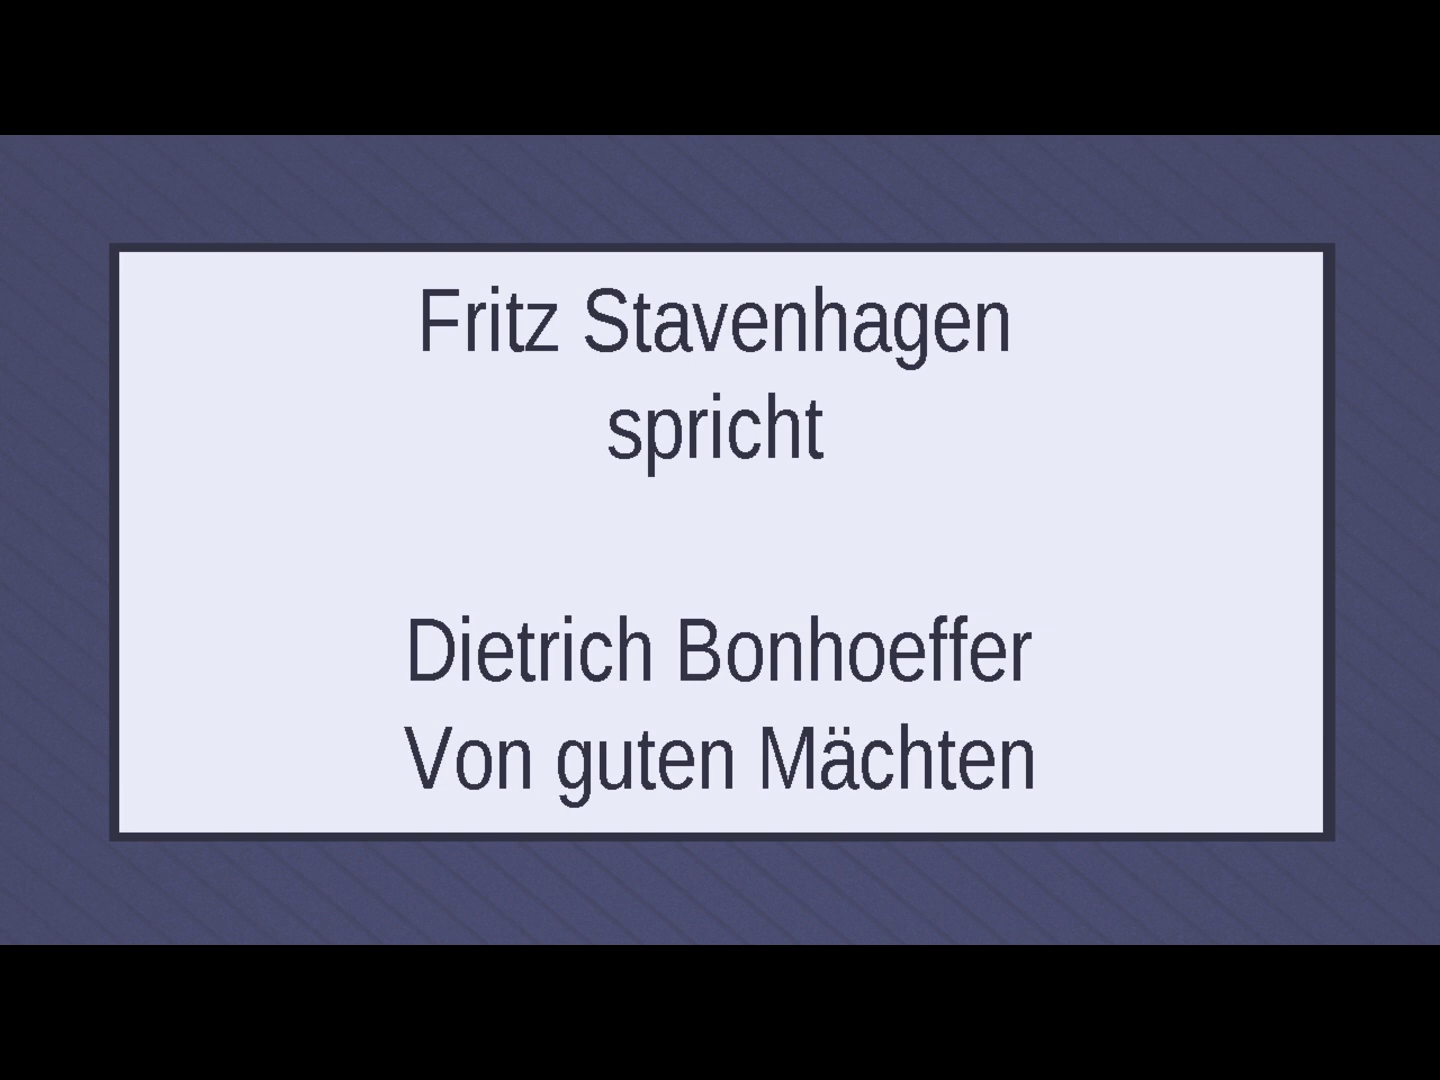 Fritz Stavenhagen
spricht
Dietrich Bonhoeffer
Von guten Mächten